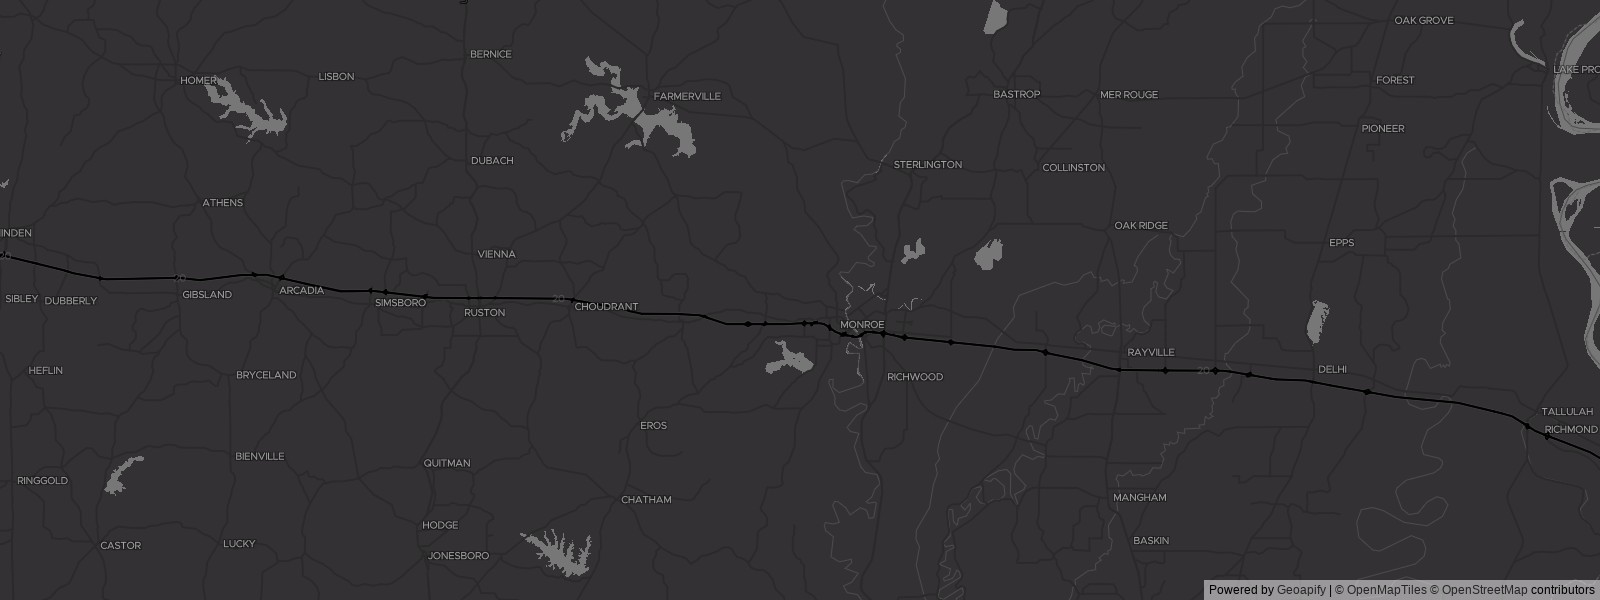 OAK GROVE
BERNICE
LAKE PRO
HOMER
LISBON
FOREST
FARMERVILLE
BASTROP
MER ROUGE
PIONEER
DUBACH
STERLINGTON
COLLINSTON
ATHENS
OAK RIDGE
INDEN
EPPS
VIENNA
20
GIBSLAND
ARCADIA
SIBLEY
DUBBERLY
SIMSBORO
20
CHOUDRANT
RUSTON
MONROE
RAYVILLE
HEFLIN
BRYCELAND
RICHWOOD
20
DELHI
TALLULAH
EROS
RICHMOND
BIENVILLE
QUITMAN
RINGGOLD
CHATHAM
MANGHAM
HODGE
CASTOR
LUCKY
JONESBORO
BASKIN
Powered by Geoapify | © OpenMapTiles © OpenStreetMap contributors